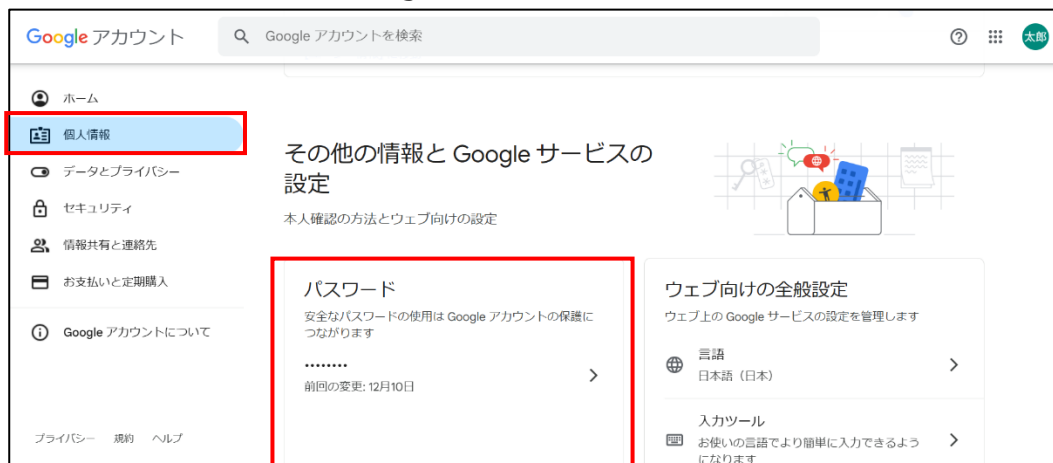 Google アカウント
Google アカウントを検索
太郎
ホーム
個人情報
データとプライバシー
セキュリティ
情報共有と連絡先
お支払いと定期購入
Google アカウントについて
プライバシー 規約 ヘルプ
その他の情報と Google サービスの
設定
本人確認の方法とウェブ向けの設定
パスワード
安全なパスワードの使用は Google アカウントの保護に
つながります
••••••••
前回の変更: 12月10日
ウェブ向けの全般設定
ウェブ上の Google サービスの設定を管理します
言語
日本語（日本）
入力ツール
お使いの言語でより簡単に入力できるよう
になります